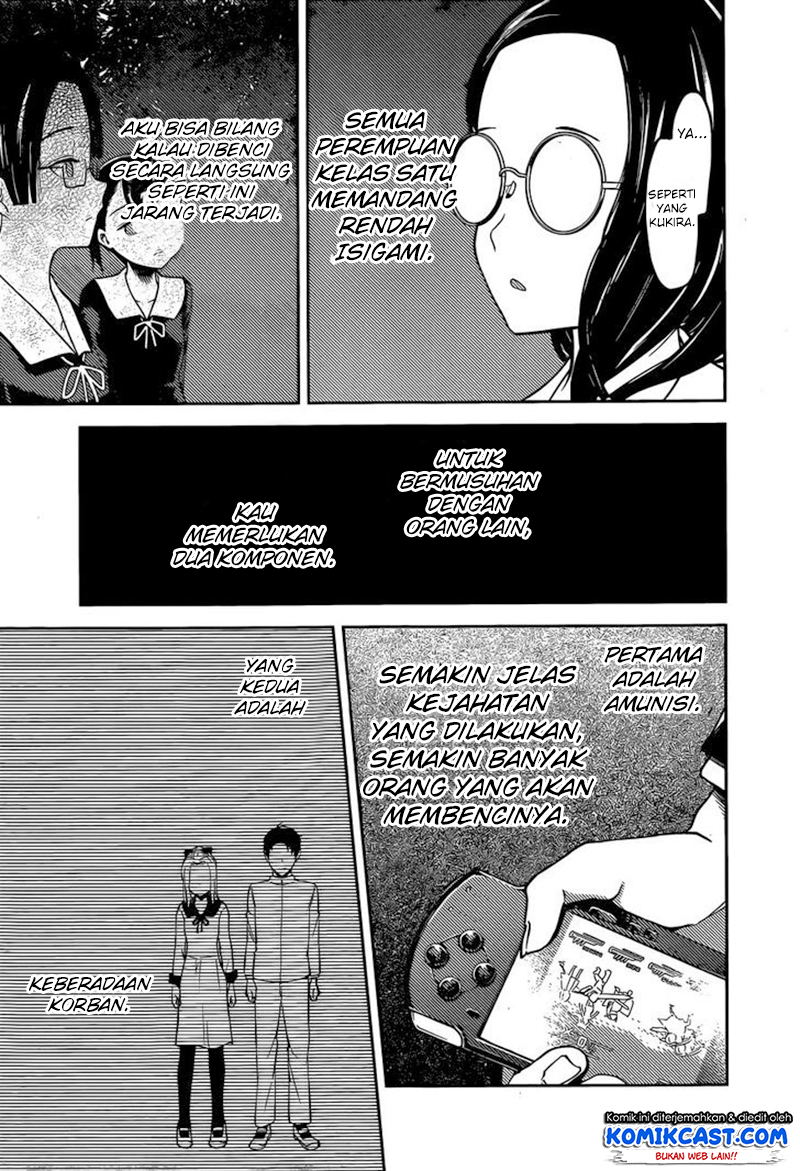 YA...
SEPERTI
YANG
KUKIRA.
SEMUA
PEREMPUAN
KELAS SATU
MEMANDANG
RENDAH
ISIGAMI.
AKU BISA BILANG
KALAU DIBENCI
SECARA LANGSUNG
SEPERTI INI
JARANG TERJADI.
UNTUK
BERMUSUHAN
DENGAN
ORANG LAIN,
KAU
MEMERLUKAN
DUA KOMPONEN.
PERTAMA
ADALAH
AMUNISI.
SEMAKIN JELAS
KEJAHATAN
YANG DILAKUKAN,
SEMAKIN BANYAK
ORANG YANG AKAN
MEMBENCINYA.
YANG
KEDUA
ADALAH
KEBERADAAN
KORBAN.
Komik ini diterjemahkan & diedit oleh
KOMIKCAST.COM
BUKAN WEB LAIN!!